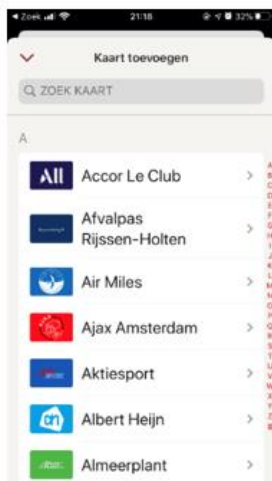 Zoek
21:18
32%
Kaart toevoegen
ZOEK KAART
A
All
Accor Le Club
Afvalpas
Rijssen-Holten
Air Miles
Ajax Amsterdam
Aktiesport
Albert Heijn
Almeerplant